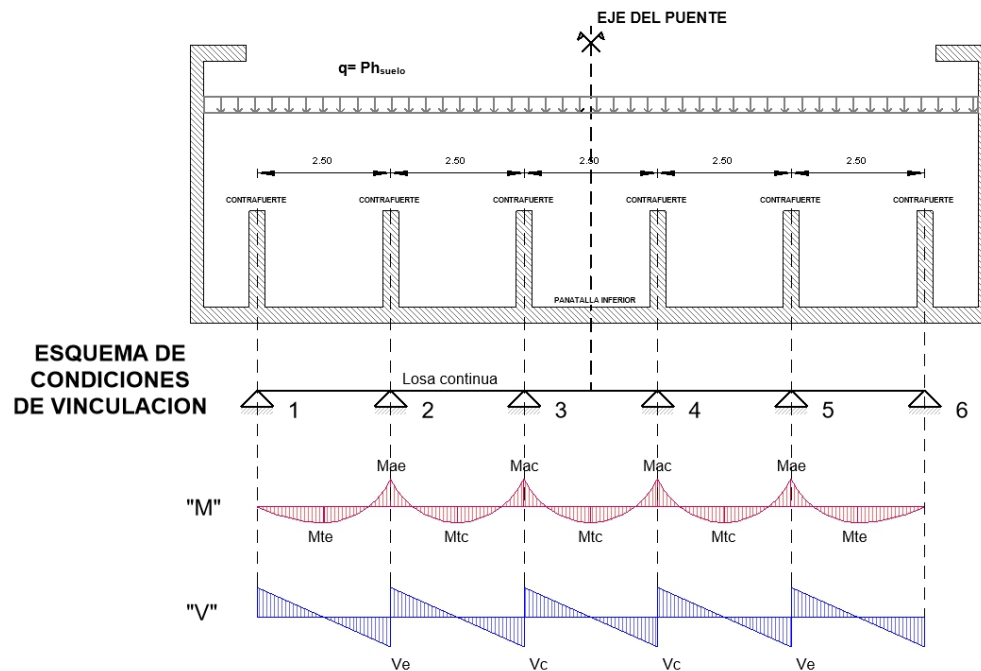 EJE DEL PUENTE
q= Phsuelo
2.50 2.50 2.50 2.50 2.50
CONTRAFUERTE CONTRAFUERTE CONTRAFUERTE CONTRAFUERTE CONTRAFUERTE CONTRAFUERTE
PANATALLA INFERIOR
ESQUEMA DE
CONDICIONES
DE VINCULACION
Losa continua
1 2 3 4 5 6
Mae Mac Mac Mae
"M"
Mte Mtc Mtc Mtc Mte
"V"
Ve Vc Vc Ve